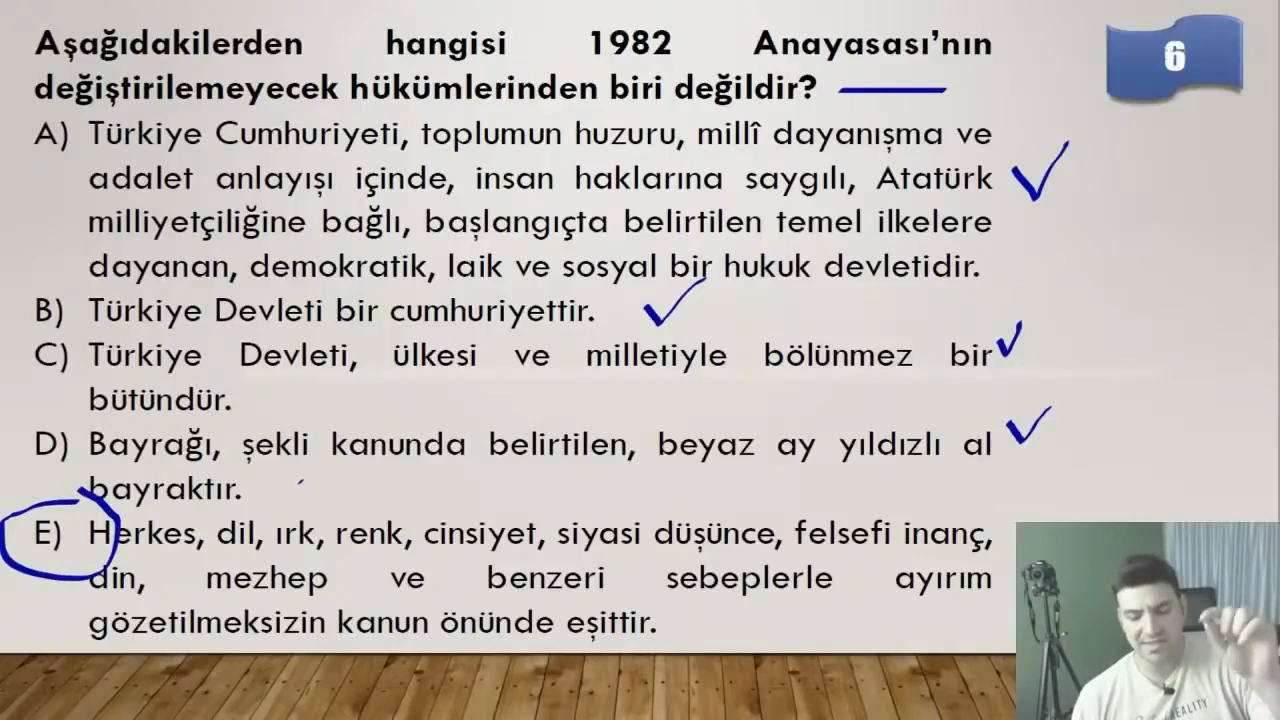 Aşağıdakilerden hangisi 1982 Anayasası’nın
değiştirilemeyecek hükümlerinden biri değildir?
6
A) Türkiye Cumhuriyeti, toplumun huzuru, millî dayanışma ve
adalet anlayışı içinde, insan haklarına saygılı, Atatürk
milliyetçiliğine bağlı, başlangıçta belirtilen temel ilkelere
dayanan, demokratik, laik ve sosyal bir hukuk devletidir.
B) Türkiye Devleti bir cumhuriyettir.
C) Türkiye Devleti, ülkesi ve milletiyle bölünmez bir
bütündür.
D) Bayrağı, şekli kanunda belirtilen, beyaz ay yıldızlı al
bayraktır.
E) Herkes, dil, ırk, renk, cinsiyet, siyasi düşünce, felsefi inanç,
din, mezhep ve benzeri sebeplerle ayırım
gözetilmeksizin kanun önünde eşittir.